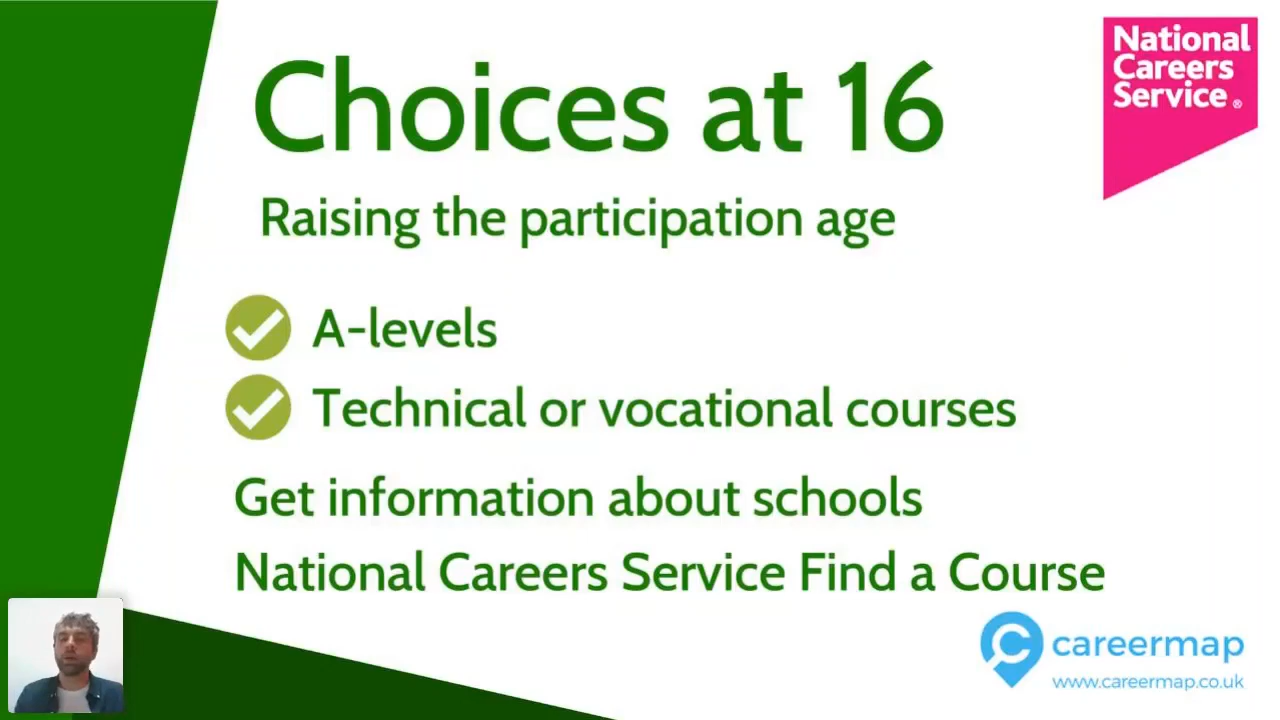 Choices at 16
National
Careers
Service ®
Raising the participation age
A-levels
Technical or vocational courses
Get information about schools
National Careers Service Find a Course
careermap
www.careermap.co.uk